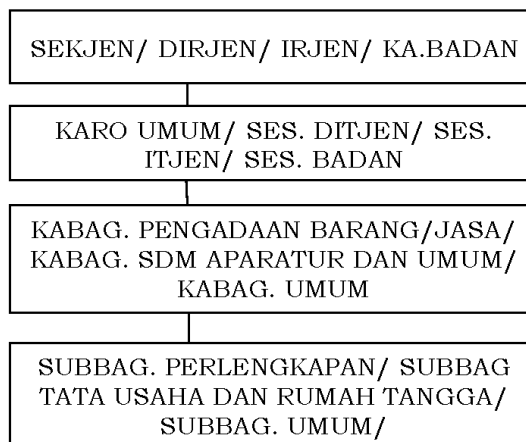 SEKJEN/ DIRJEN/ IRJEN/ KA.BADAN
KARO UMUM/ SES. DITJEN/ SES.
ITJEN/ SES. BADAN
KABAG. PENGADAAN BARANG/JASA/
KABAG. SDM APARATUR DAN UMUM/
KABAG. UMUM
SUBBAG. PERLENGKAPAN/ SUBBAG
TATA USAHA DAN RUMAH TANGGA/
SUBBAG. UMUM/